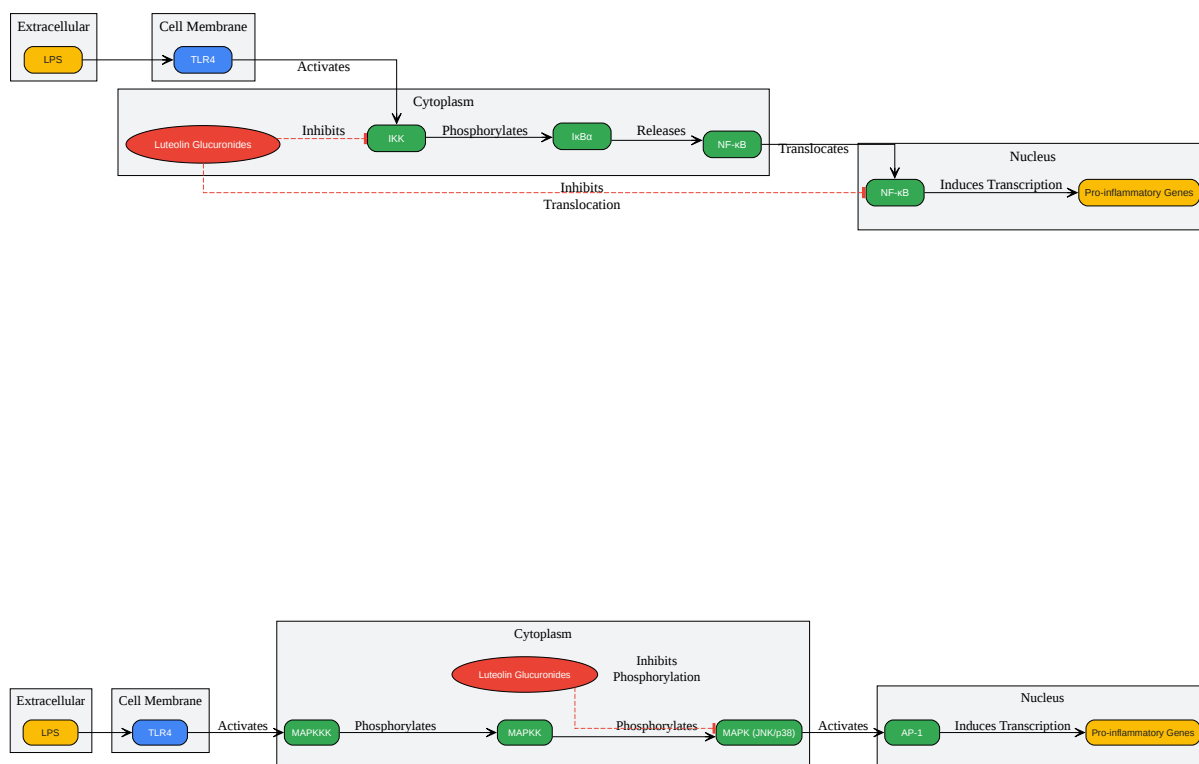 Extracellular
Cell Membrane
LPS
TLR4
Activates
Cytoplasm
Luteolin Glucuronides
Inhibits
IKK
Phosphorylates
IκBα
Releases
NF-κB
Translocates
Nucleus
Inhibits
Translocation
NF-κB
Induces Transcription
Pro-inflammatory Genes
Cytoplasm
Luteolin Glucuronides
Inhibits
Phosphorylation
Extracellular
Cell Membrane
Nucleus
LPS
TLR4
Activates
MAPKKK
Phosphorylates
MAPKK
Phosphorylates
MAPK (JNK/p38)
Activates
AP-1
Induces Transcription
Pro-inflammatory Genes